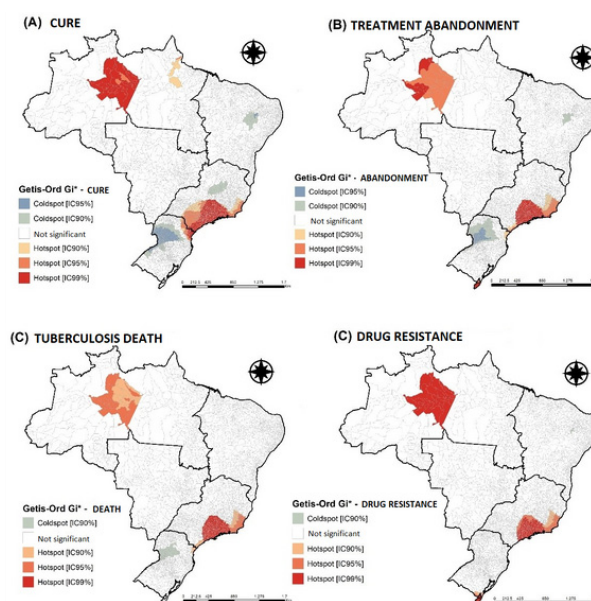 (A) CURE
Getis-Ord Gi* - CURE
Coldspot [IC95%]
Coldspot [IC90%]
Not significant
Hotspot [IC90%]
Hotspot [IC95%]
Hotspot [IC99%]
(B) TREATMENT ABANDONMENT
Getis-Ord Gi* - ABANDONMENT
Coldspot [IC95%]
Coldspot [IC90%]
Not significant
Hotspot [IC90%]
Hotspot [IC95%]
Hotspot [IC99%]
(C) TUBERCULOSIS DEATH
Getis-Ord Gi* - DEATH
Coldspot [IC90%]
Not significant
Hotspot [IC90%]
Hotspot [IC95%]
Hotspot [IC99%]
(C) DRUG RESISTANCE
Getis-Ord Gi* - DRUG RESISTANCE
Coldspot [IC90%]
Not significant
Hotspot [IC90%]
Hotspot [IC95%]
Hotspot [IC99%]